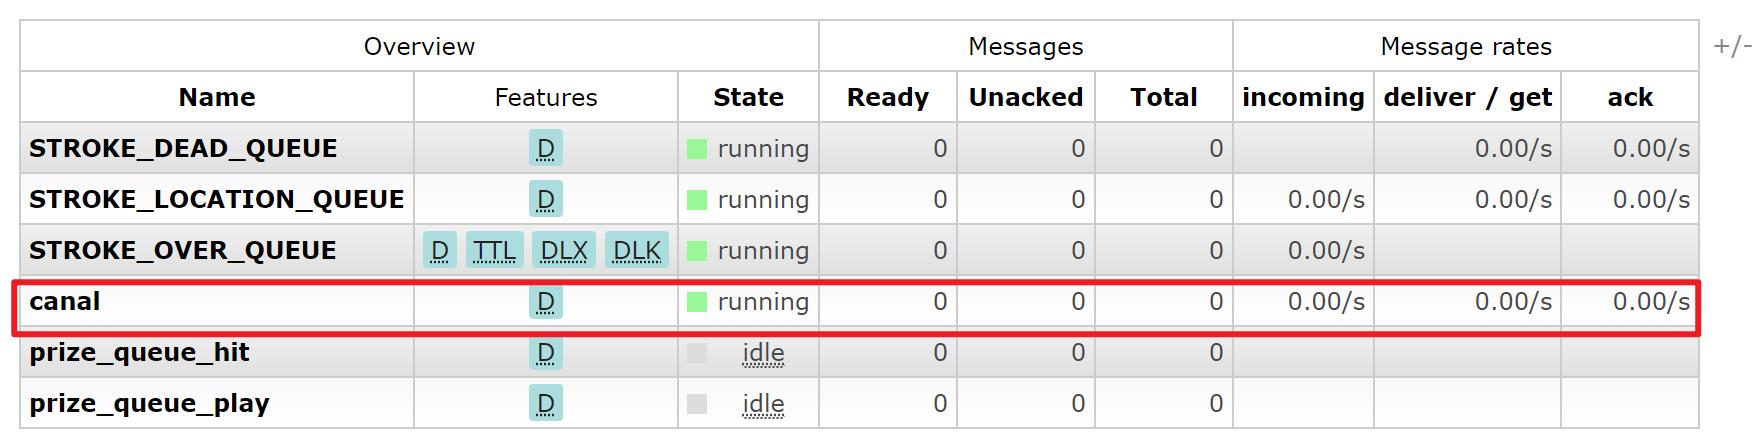 Overview Messages Message rates +/-
Name Features State Ready Unacked Total incoming deliver / get ack
STROKE_DEAD_QUEUE D running 0 0 0 0.00/s 0.00/s
STROKE_LOCATION_QUEUE D running 0 0 0 0.00/s 0.00/s 0.00/s
STROKE_OVER_QUEUE D TTL DLX DLK running 0 0 0 0.00/s
canal D running 0 0 0 0.00/s 0.00/s 0.00/s
prize_queue_hit D idle 0 0 0
prize_queue_play D idle 0 0 0